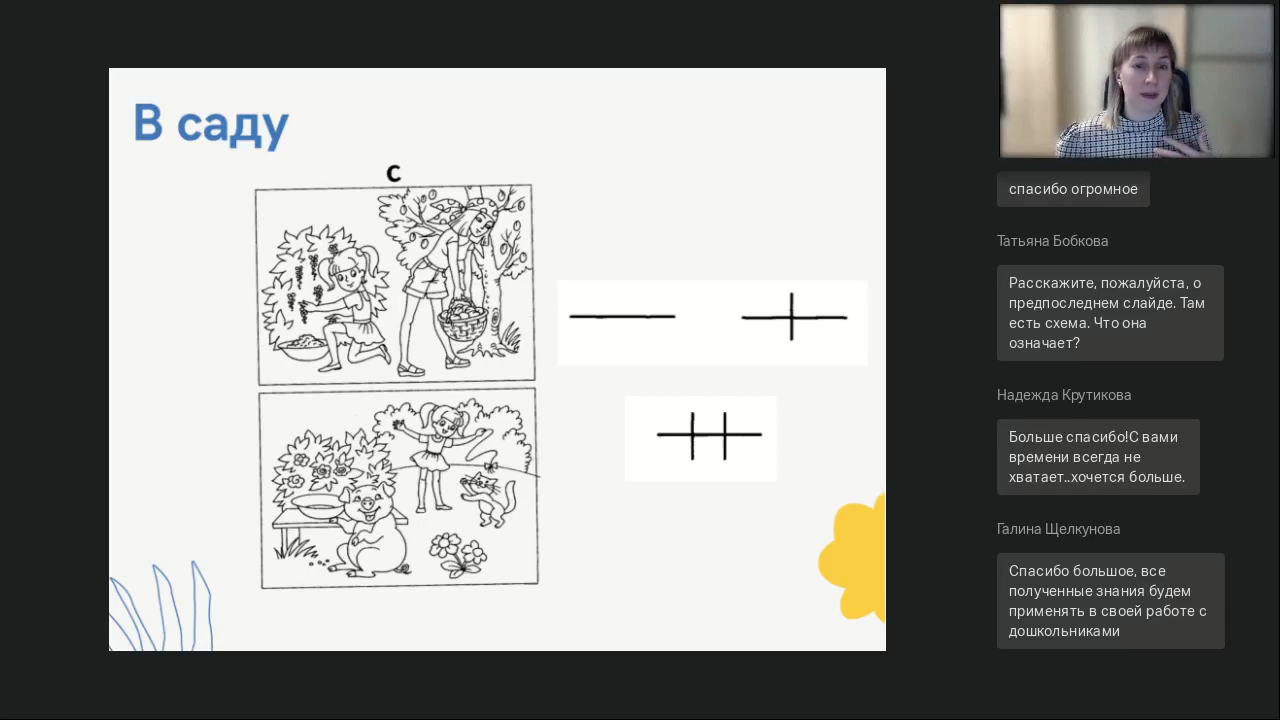 В саду
с
спасибо огромное
Татьяна Бобкова
Расскажите, пожалуйста, о
предпоследнем слайде. Там
есть схема. Что она
означает?
Надежда Крутикова
Больше спасибо!С вами
времени всегда не
хватает..хочется больше.
Галина Щелкунова
Спасибо большое, все
полученные знания будем
применять в своей работе с
дошкольниками